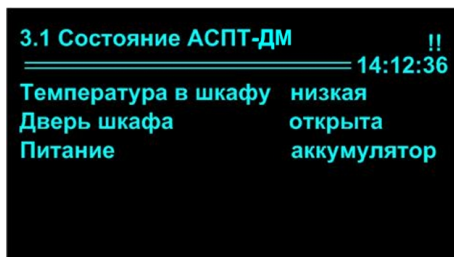 3.1 Состояние АСПТ-ДМ !!
14:12:36
Температура в шкафу низкая
Дверь шкафа открыта
Питание аккумулятор